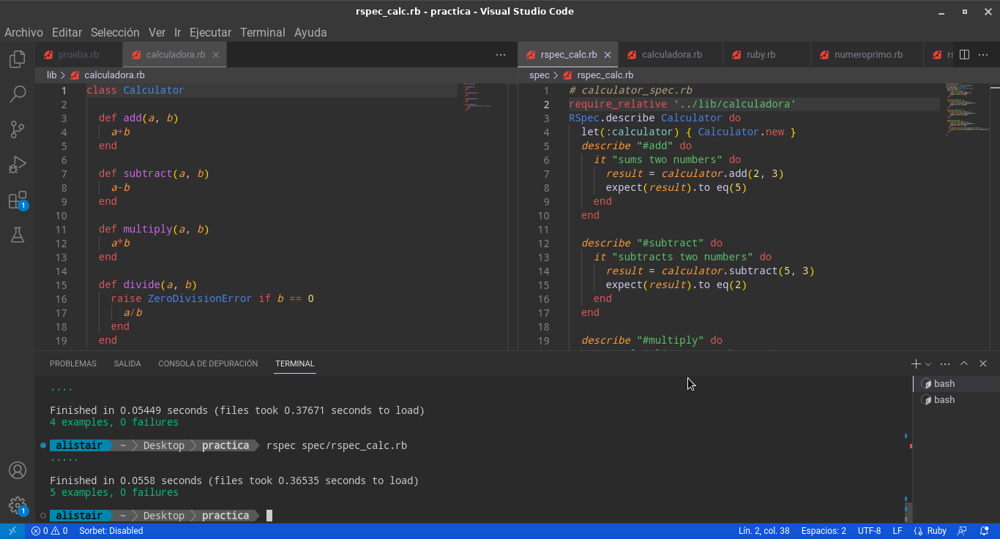 rspec_calc.rb - practica - Visual Studio Code
Archivo Editar Selección Ver Ir Ejecutar Terminal Ayuda
prueba.rb calculadora.rb
lib > calculadora.rb
1 class Calculator
2
3 def add(a, b)
4 a+b
5 end
6
7 def subtract(a, b)
8 a-b
9 end
10
11 def multiply(a, b)
12 a*b
13 end
14
15 def divide(a, b)
16 raise ZeroDivisionError if b == 0
17 a/b
18 end
19 end
rspec_calc.rb calculadora.rb ruby.rb numeroprimo.rb rs
spec > rspec_calc.rb
1 # calculator_spec.rb
2 require_relative '../lib/calculadora'
3 RSpec.describe Calculator do
4 let(:calculator) { Calculator.new }
5 describe "#add" do
6 it "sums two numbers" do
7 result = calculator.add(2, 3)
8 expect(result).to eq(5)
9 end
10 end
11
12 describe "#subtract" do
13 it "subtracts two numbers" do
14 result = calculator.subtract(5, 3)
15 expect(result).to eq(2)
16 end
17 end
18
19 describe "#multiply" do
PROBLEMAS SALIDA CONSOLA DE DEPURACIÓN TERMINAL
....
Finished in 0.05449 seconds (files took 0.37671 seconds to load)
4 examples, 0 failures
alistair ~ Desktop practica rspec spec/rspec_calc.rb
.....
Finished in 0.0558 seconds (files took 0.36535 seconds to load)
5 examples, 0 failures
alistair ~ Desktop practica
bash
bash
1
1
0 0 Sorbet: Disabled Lín. 2, col. 38 Espacios: 2 UTF-8 LF Ruby